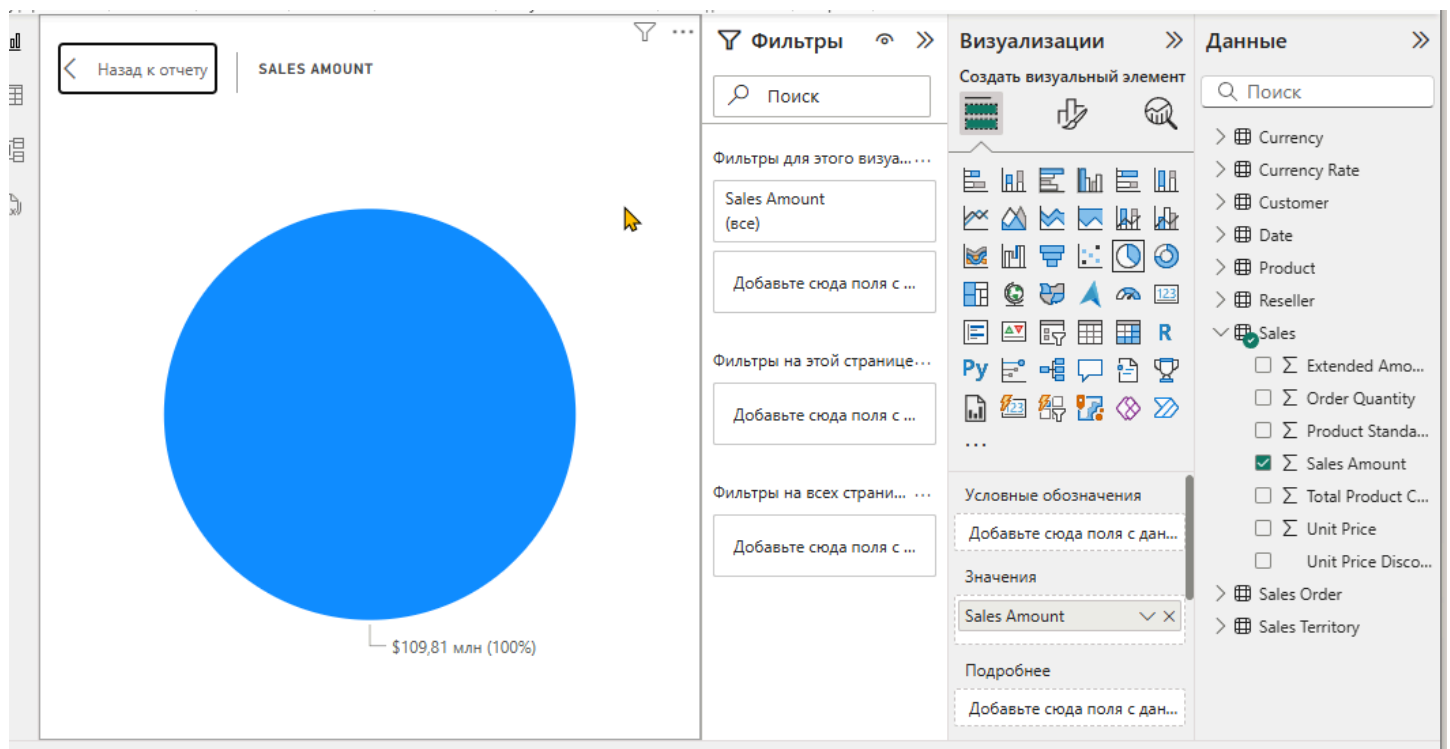 Назад к отчету
SALES AMOUNT
$109,81 млн (100%)
Фильтры
Поиск
Фильтры для этого визуа...
Sales Amount
(все)
Добавьте сюда поля с ...
Фильтры на этой странице
Добавьте сюда поля с ...
Фильтры на всех страни...
Добавьте сюда поля с ...
Визуализации
Создать визуальный элемент
123
R
Py
123
Условные обозначения
Добавьте сюда поля с дан...
Значения
Sales Amount
Подробнее
Добавьте сюда поля с дан...
Данные
Поиск
Currency
Currency Rate
Customer
Date
Product
Reseller
Sales
Σ Extended Amo...
Σ Order Quantity
Σ Product Standa...
Σ Sales Amount
Σ Total Product C...
Σ Unit Price
Unit Price Disco...
Sales Order
Sales Territory